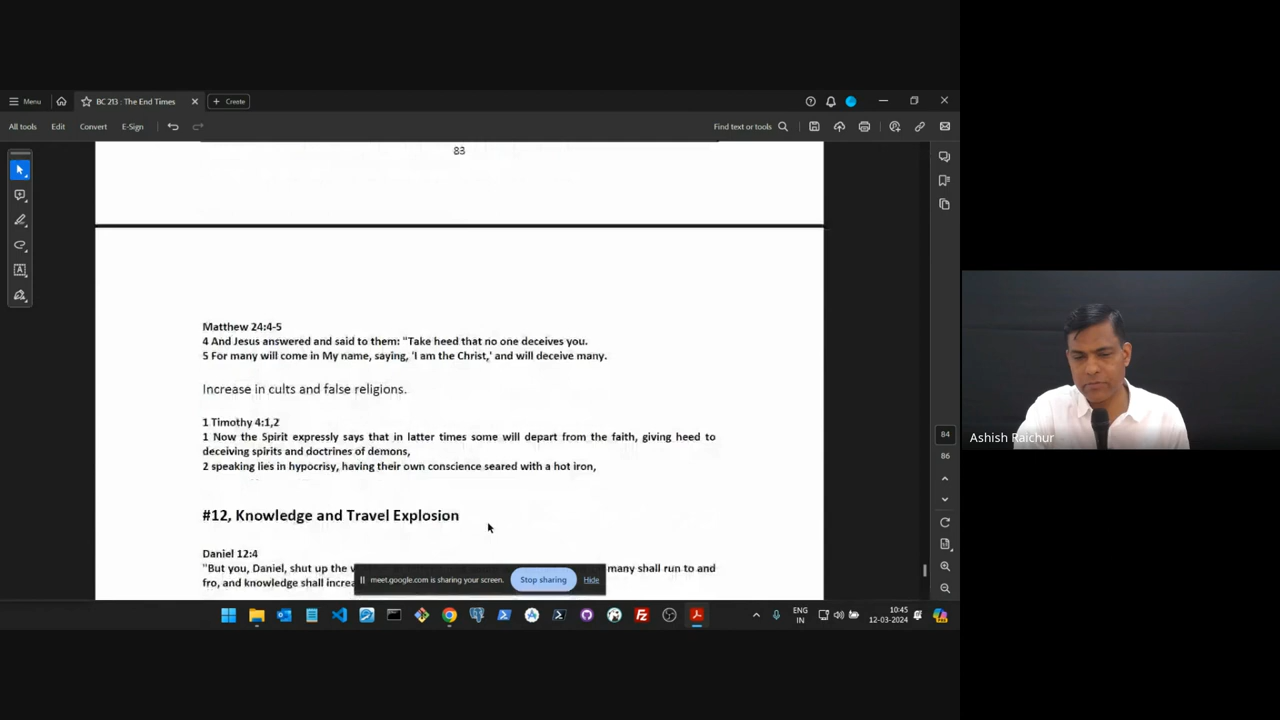 Menu
BC 213 : The End Times
Create
All tools
Edit
Convert
E-Sign
Find text or tools
83
Matthew 24:4-5
4 And Jesus answered and said to them: "Take heed that no one deceives you.
5 For many will come in My name, saying, 'I am the Christ,' and will deceive many.
Increase in cults and false religions.
1 Timothy 4:1,2
1 Now the Spirit expressly says that in latter times some will depart from the faith, giving heed to
deceiving spirits and doctrines of demons,
2 speaking lies in hypocrisy, having their own conscience seared with a hot iron,
#12, Knowledge and Travel Explosion
Daniel 12:4
"But you, Daniel, shut up the many shall run to and
fro, and knowledge shall
meet.google.com is sharing your screen.
Stop sharing
Hide
84
86
Ashish Raichur
ENG
IN
10:45
12-03-2024